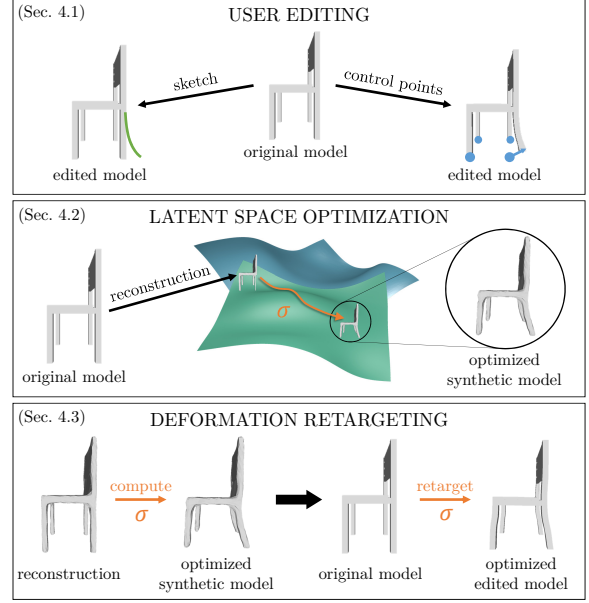 (Sec. 4.1)
USER EDITING
sketch
control points
original model
edited model
edited model
(Sec. 4.2)
LATENT SPACE OPTIMIZATION
reconstruction
σ
original model
optimized
synthetic model
(Sec. 4.3)
DEFORMATION RETARGETING
compute
σ
retarget
σ
reconstruction
optimized
synthetic model
original model
optimized
edited model